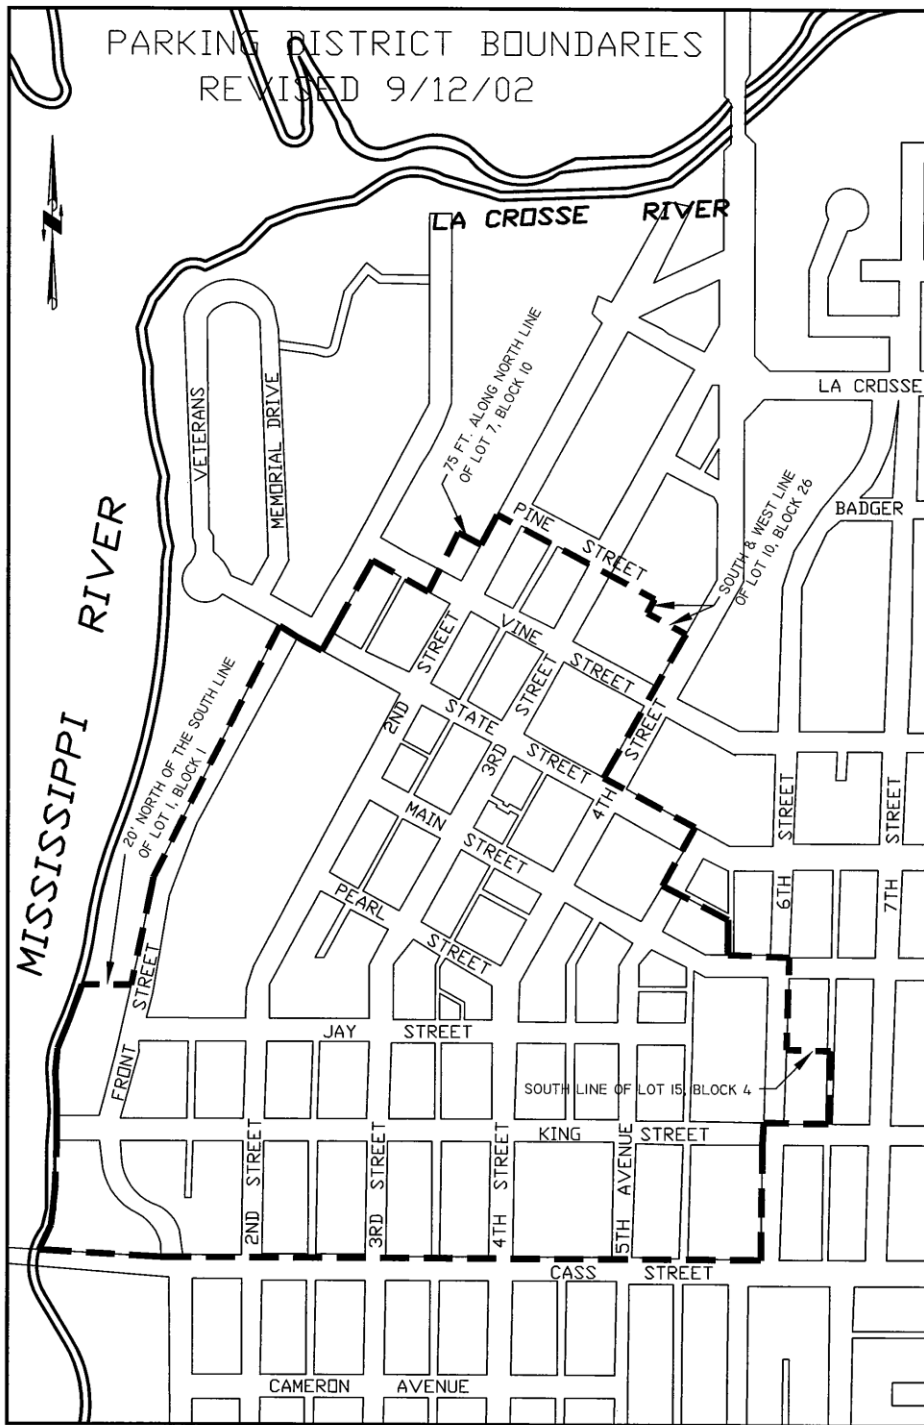 PARKING DISTRICT BOUNDARIES
REVISED 9/12/02
LA CROSSE RIVER
75 FT. ALONG NORTH LINE
OF LOT 7, BLOCK 10
VETERANS
MEMORIAL DRIVE
LA CROSSE
BADGER
SOUTH & WEST LINE
OF LOT 10, BLOCK 26
PINE STREET
MISSISSIPPI RIVER
VINE STREET
20' NORTH OF THE SOUTH LINE
OF LOT 1, BLOCK 1
2ND STREET
STATE STREET
3RD STREET
4TH STREET
MAIN STREET
6TH STREET
7TH STREET
PEARL STREET
FRONT STREET
JAY STREET
SOUTH LINE OF LOT 15, BLOCK 4
KING STREET
2ND STREET
3RD STREET
4TH STREET
5TH AVENUE
CASS STREET
CAMERON AVENUE